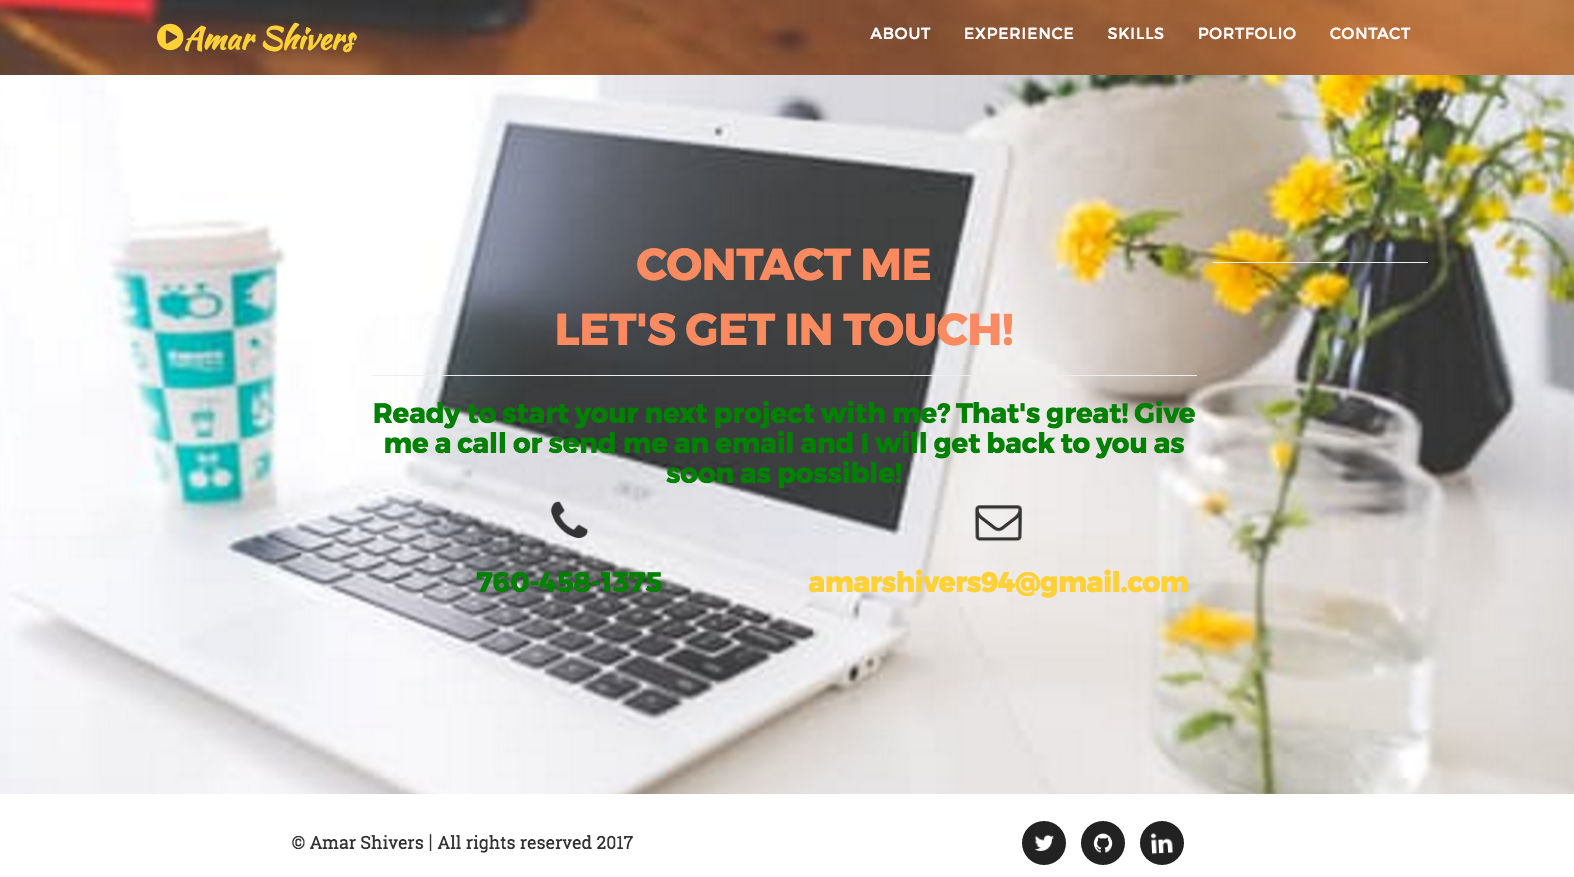 Amar Shivers
ABOUT EXPERIENCE SKILLS PORTFOLIO CONTACT
CONTACT ME
LET'S GET IN TOUCH!
Ready to start your next project with me? That's great! Give
me a call or send me an email and I will get back to you as
soon as possible!
760-458-1375
amarshivers94@gmail.com
© Amar Shivers | All rights reserved 2017
in